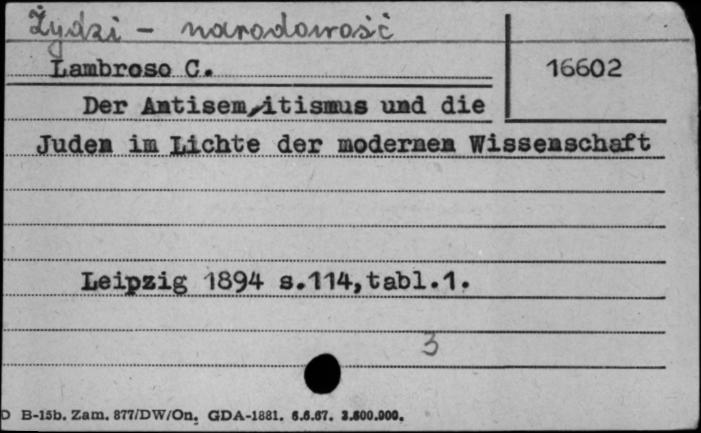 Żydzi - narodowość
Lambroso C.
16602
Der Antisem,itismus und die
Juden im Lichte der modernen Wissenschaft
Leipzig 1894 s.114,tabl.1.
3
D B-15b. Zam. 877/DW/On. GDA-1881. 6.6.67. 3.600.000.